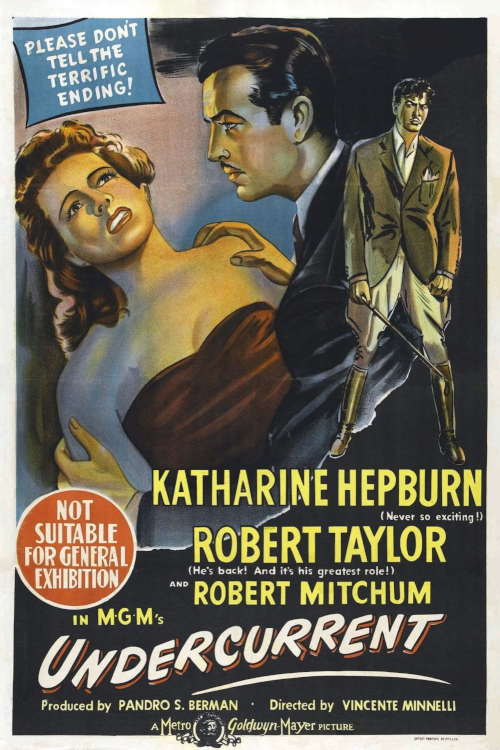 PLEASE DON'T
TELL THE
TERRIFIC
ENDING!
KATHARINE HEPBURN
(Never so exciting!)
ROBERT TAYLOR
(He's back! And it's his greatest role!)
AND ROBERT MITCHUM
NOT
SUITABLE
FOR GENERAL
EXHIBITION
IN M·G·M's
UNDERCURRENT
Produced by PANDRO S. BERMAN · Directed by VINCENTE MINNELLI
A Metro Goldwyn-Mayer PICTURE